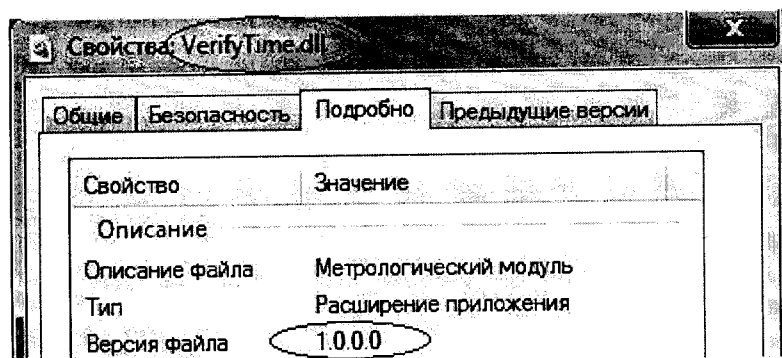 Свойства: VerifyTime.dll
Общие Безопасность Подробно Предыдущие версии
Свойство Значение
Описание
Описание файла Метрологический модуль
Тип Расширение приложения
Версия файла 1.0.0.0